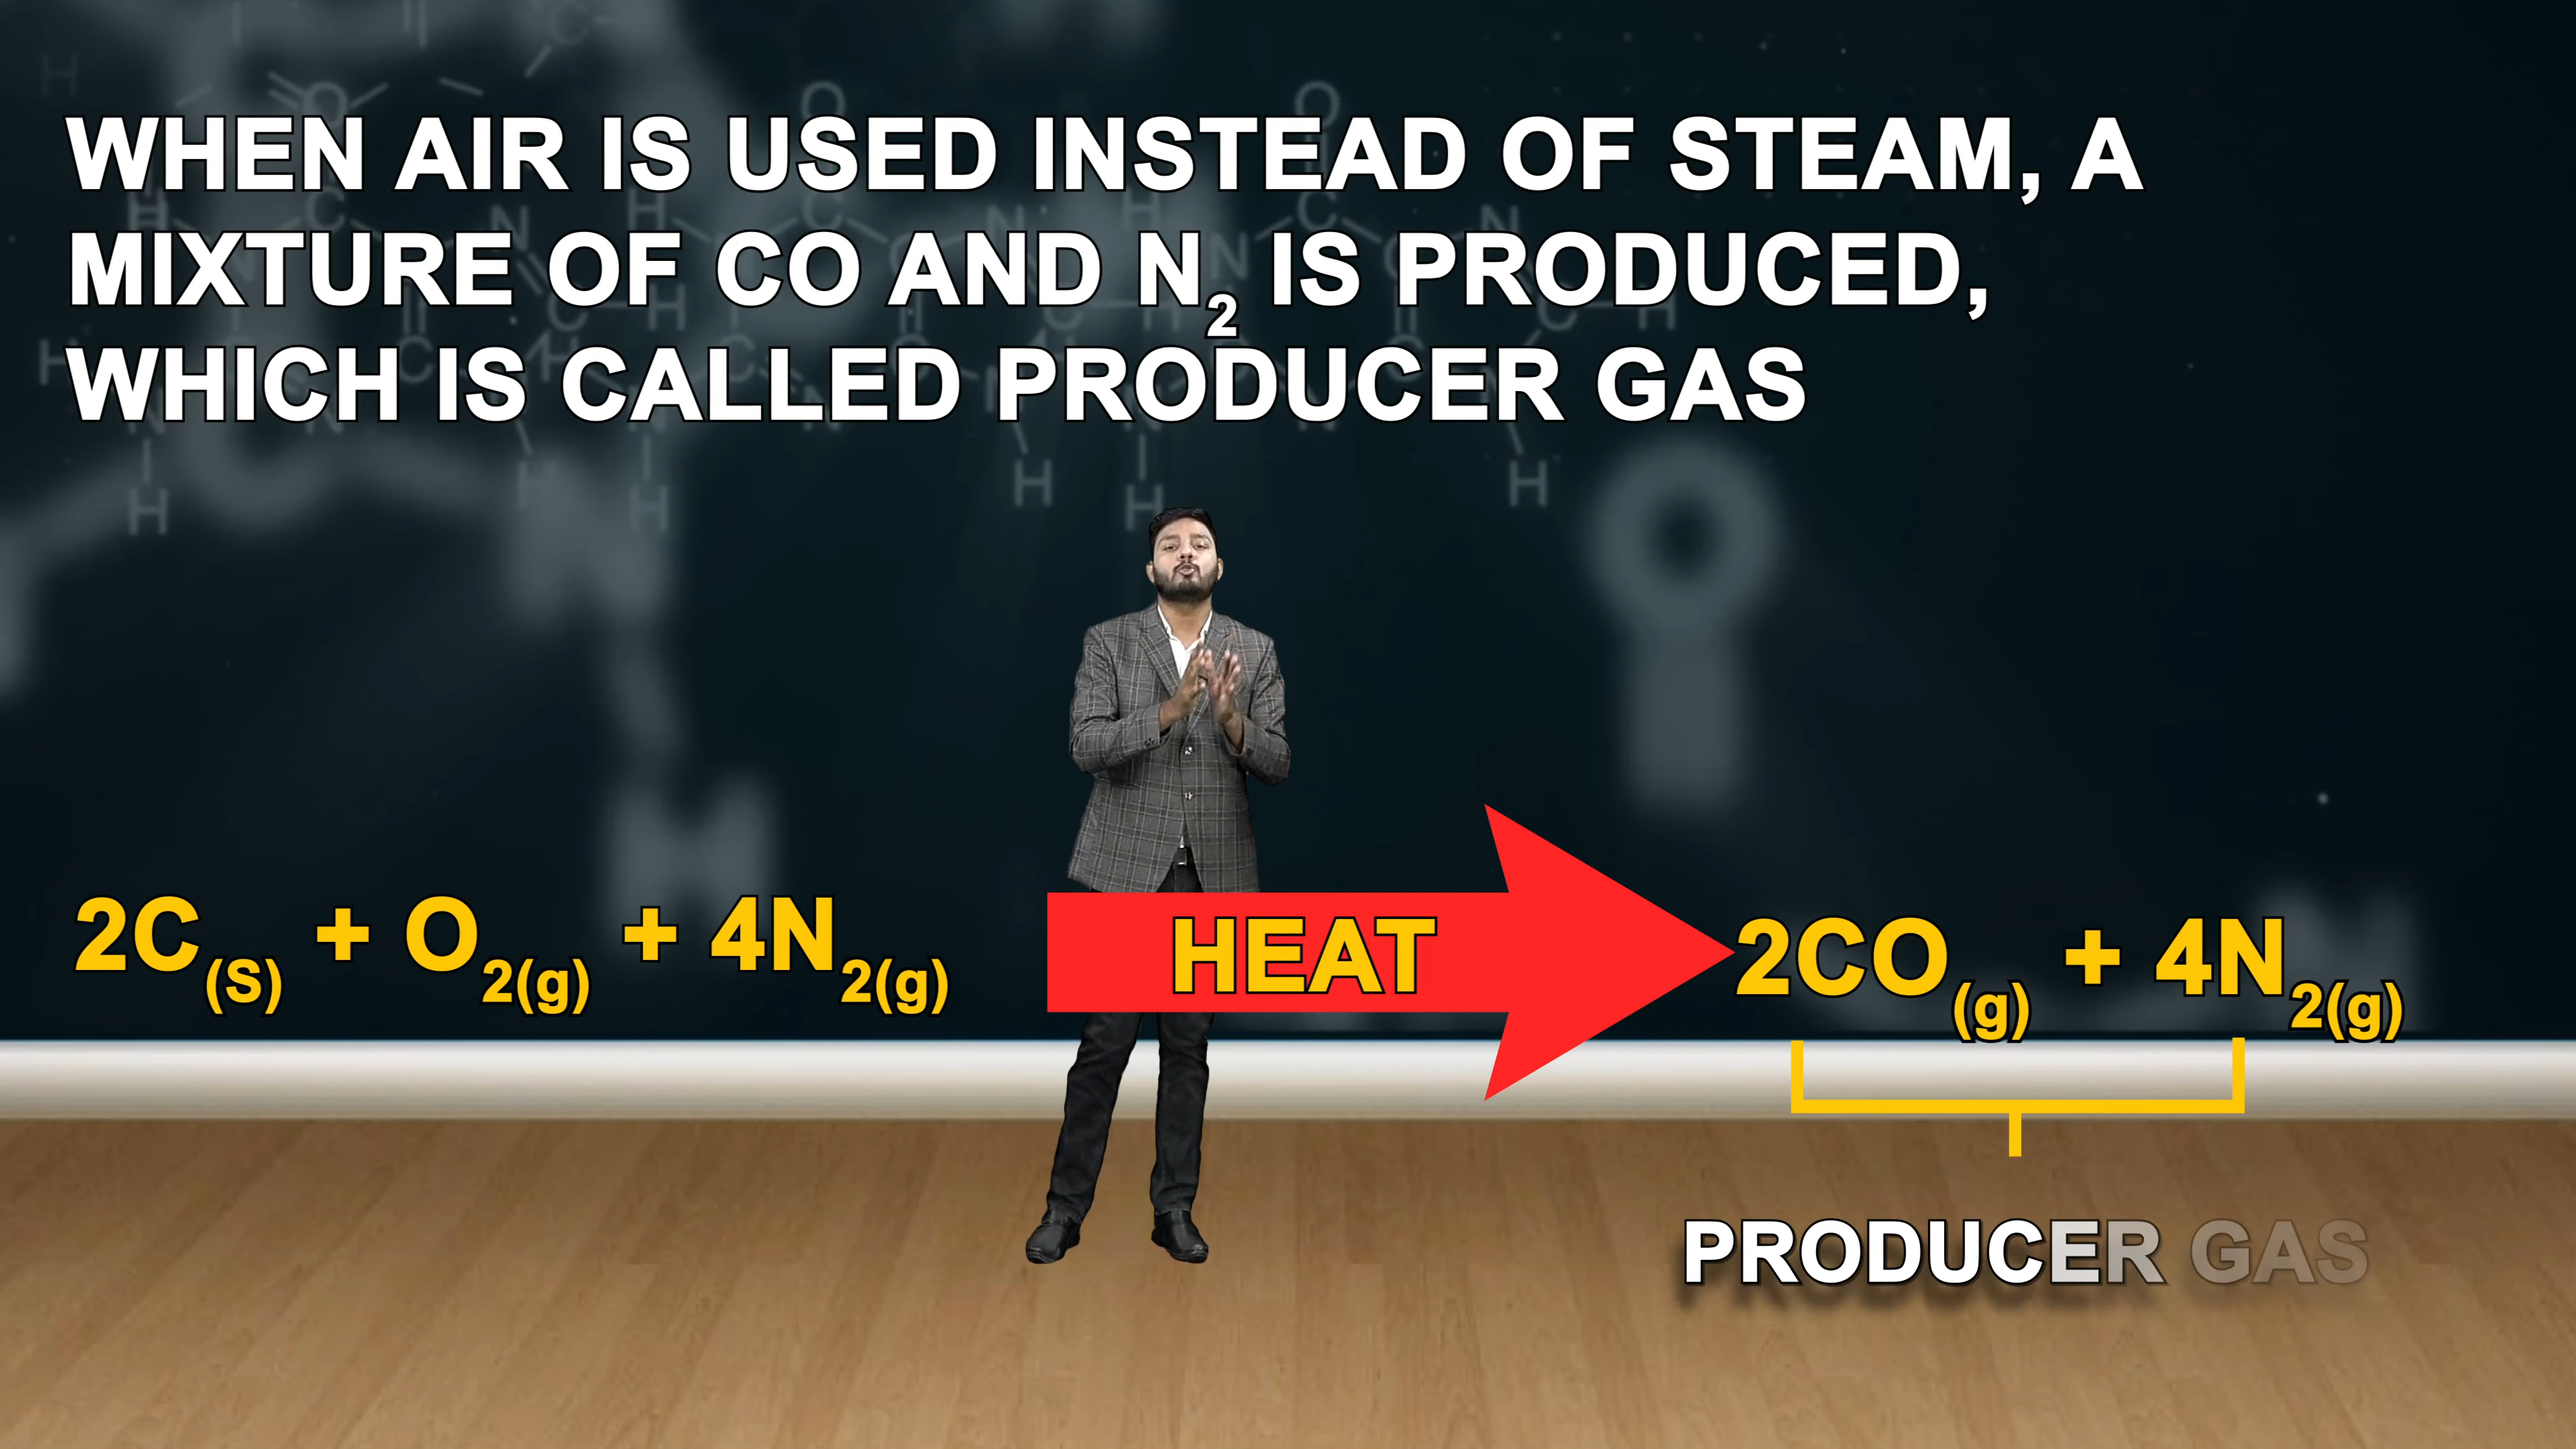 WHEN AIR IS USED INSTEAD OF STEAM, A
MIXTURE OF CO AND N₂ IS PRODUCED,
WHICH IS CALLED PRODUCER GAS
2C(S) + O2(g) + 4N2(g) HEAT 2CO(g) + 4N2(g)
PRODUCER GAS